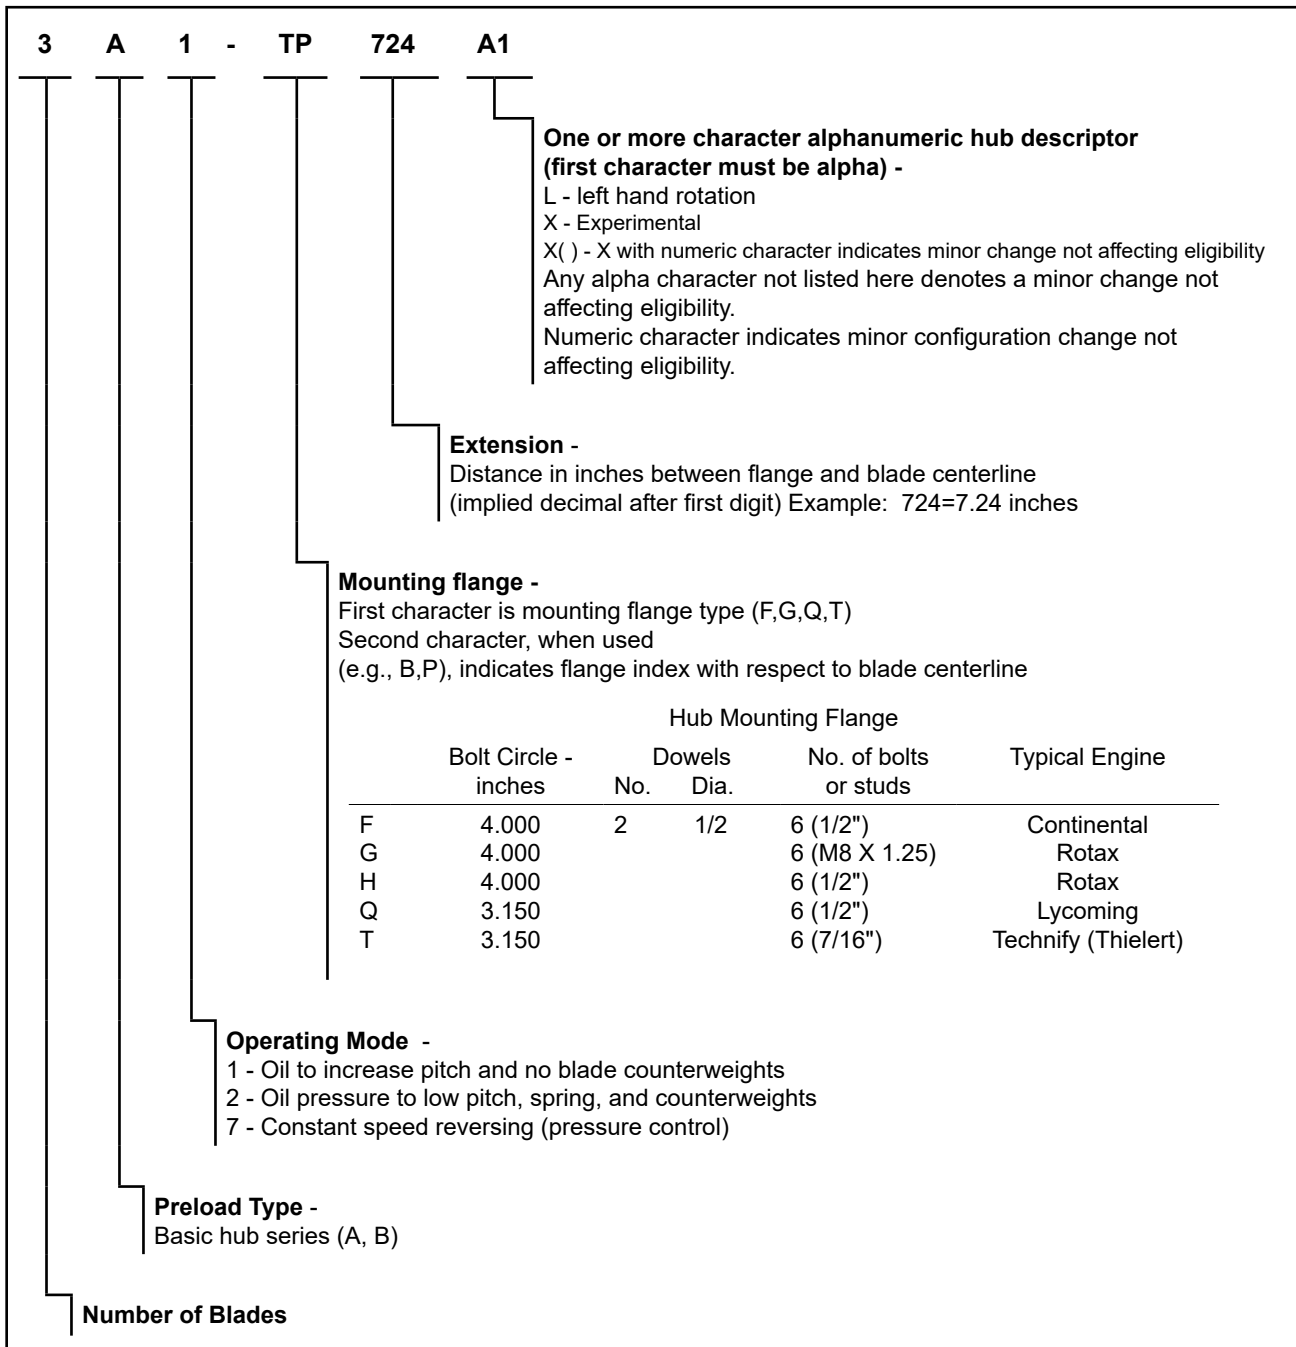 3 A 1 - TP 724 A1
One or more character alphanumeric hub descriptor
(first character must be alpha) -
L - left hand rotation
X - Experimental
X( ) - X with numeric character indicates minor change not affecting eligibility
Any alpha character not listed here denotes a minor change not
affecting eligibility.
Numeric character indicates minor configuration change not
affecting eligibility.
Extension -
Distance in inches between flange and blade centerline
(implied decimal after first digit) Example: 724=7.24 inches
Mounting flange -
First character is mounting flange type (F,G,Q,T)
Second character, when used
(e.g., B,P), indicates flange index with respect to blade centerline
Hub Mounting Flange
Bolt Circle - Dowels No. of bolts Typical Engine
inches No. Dia. or studs
F 4.000 2 1/2 6 (1/2") Continental
G 4.000 6 (M8 X 1.25) Rotax
H 4.000 6 (1/2") Rotax
Q 3.150 6 (1/2") Lycoming
T 3.150 6 (7/16") Technify (Thielert)
Operating Mode -
1 - Oil to increase pitch and no blade counterweights
2 - Oil pressure to low pitch, spring, and counterweights
7 - Constant speed reversing (pressure control)
Preload Type -
Basic hub series (A, B)
Number of Blades